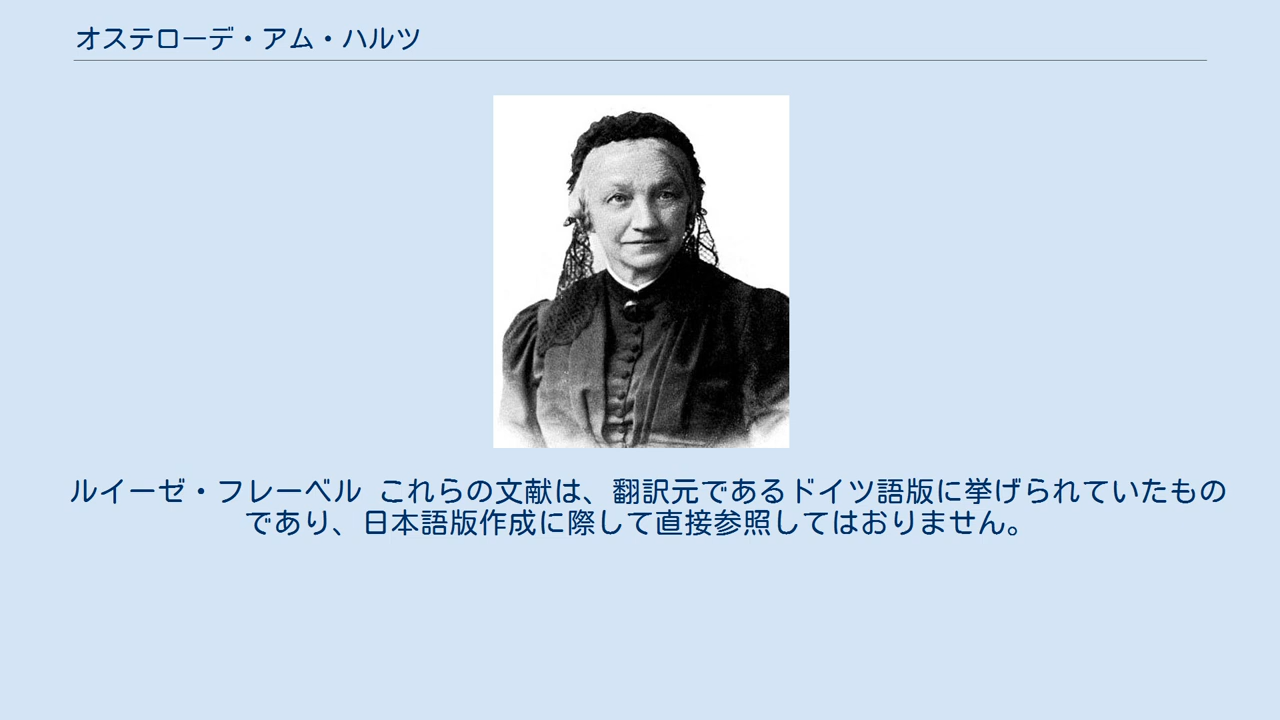 オステローデ・アム・ハルツ
ルイーゼ・フレーベル これらの文献は、翻訳元であるドイツ語版に挙げられていたもの
であり、日本語版作成に際して直接参照してはおりません。